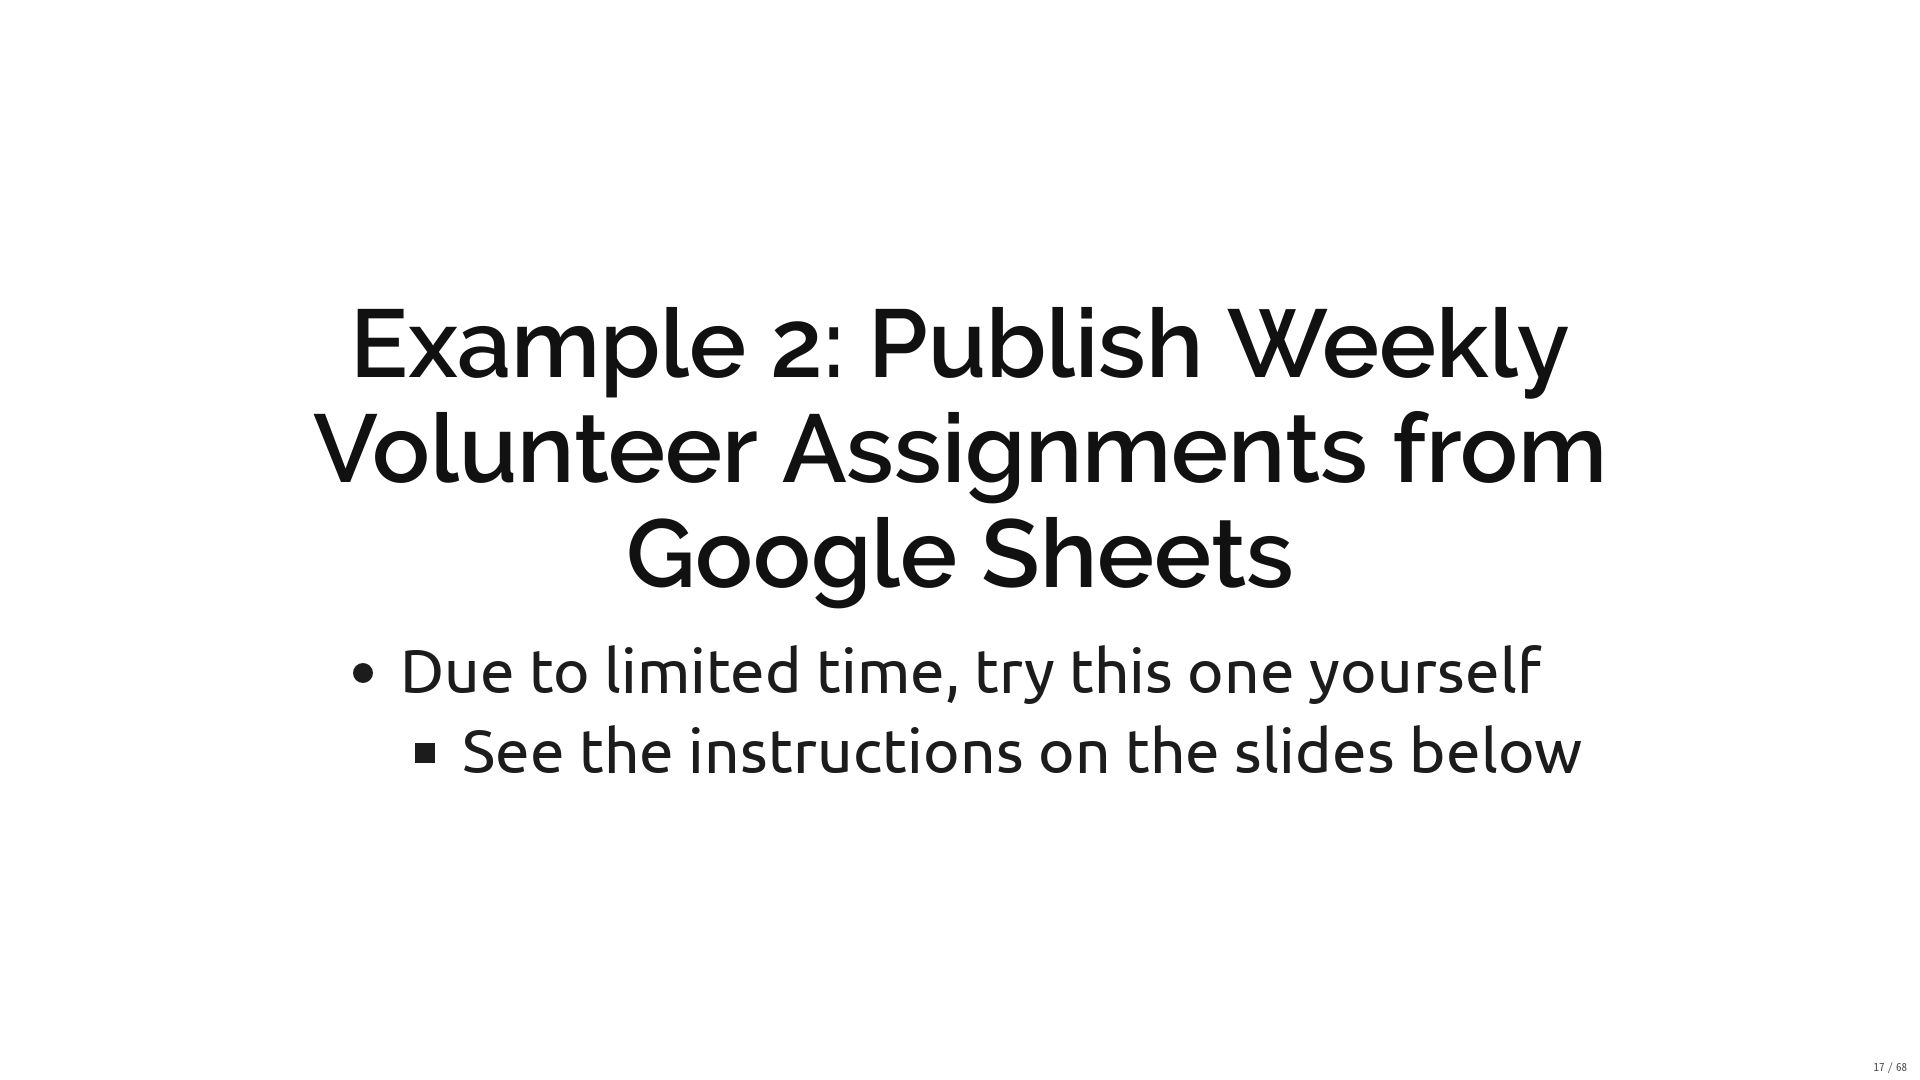 Example 2: Publish Weekly
Volunteer Assignments from
Google Sheets
• Due to limited time, try this one yourself
▪ See the instructions on the slides below
17 / 68